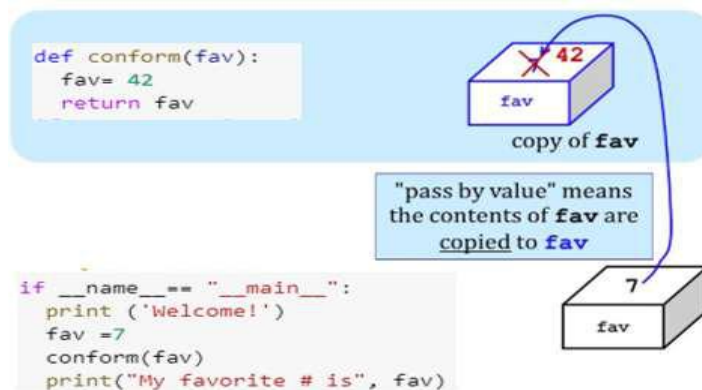 def conform(fav):
fav= 42
return fav
7 42
fav
copy of fav
"pass by value" means
the contents of fav are
copied to fav
if __name__== "__main__":
print ('Welcome!')
fav =7
conform(fav)
print("My favorite # is", fav)
7
fav